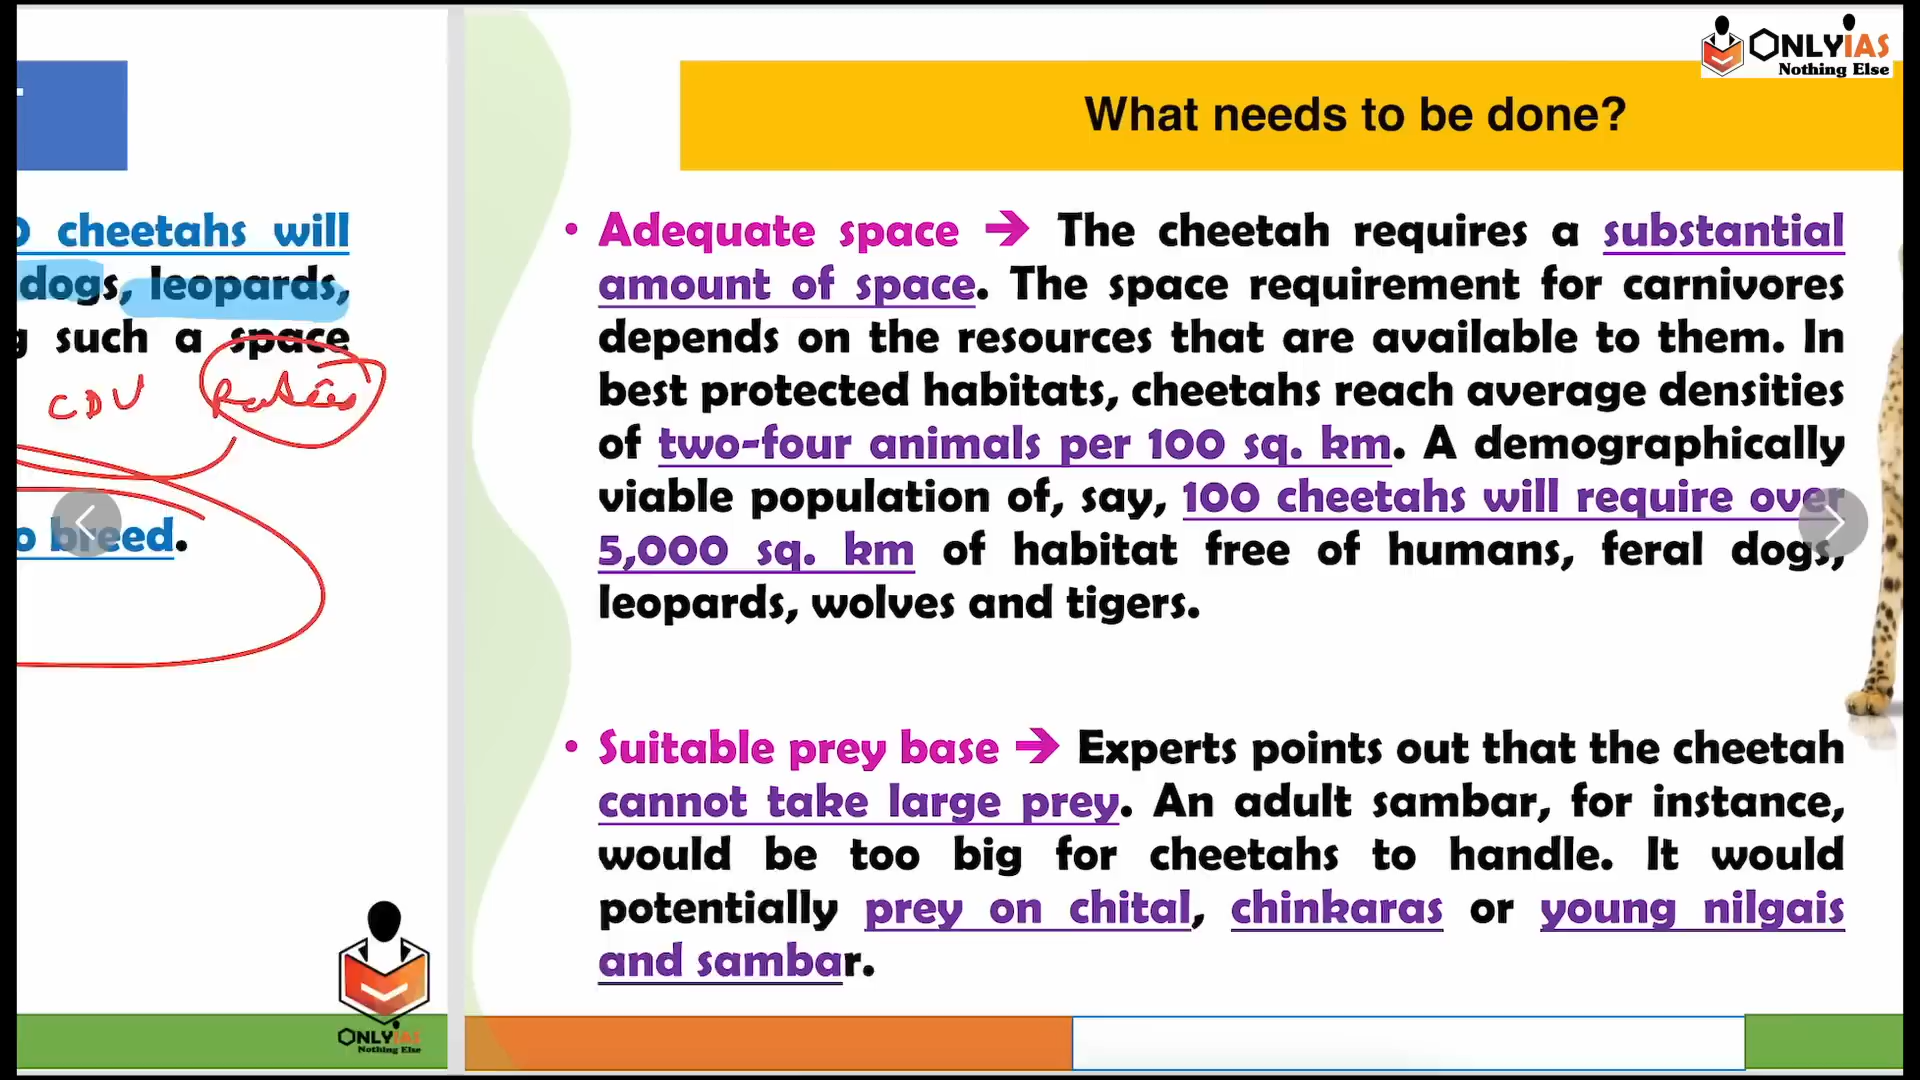 ONLYIAS
Nothing Else
cheetahs will
dogs, leopards,
such a space
CDV Rabies
breed.
ONLYIAS
Nothing Else
What needs to be done?
• Adequate space → The cheetah requires a substantial
amount of space. The space requirement for carnivores
depends on the resources that are available to them. In
best protected habitats, cheetahs reach average densities
of two-four animals per 100 sq. km. A demographically
viable population of, say, 100 cheetahs will require over
5,000 sq. km of habitat free of humans, feral dogs,
leopards, wolves and tigers.
• Suitable prey base → Experts points out that the cheetah
cannot take large prey. An adult sambar, for instance,
would be too big for cheetahs to handle. It would
potentially prey on chital, chinkaras or young nilgais
and sambar.